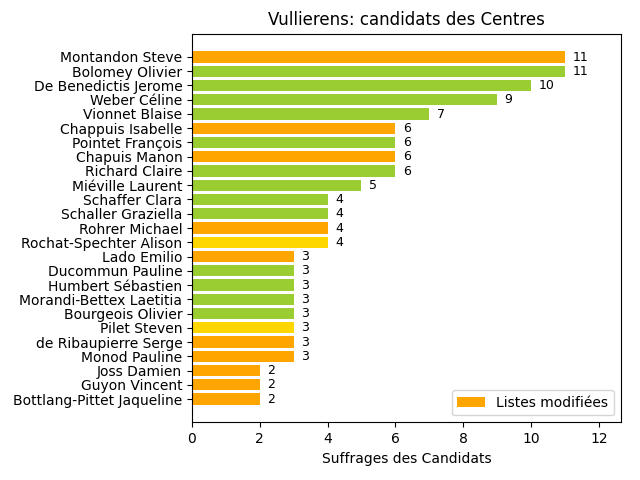 Vullierens: candidats des Centres
Montandon Steve 11
Bolomey Olivier 11
De Benedictis Jerome 10
Weber Céline 9
Vionnet Blaise 7
Chappuis Isabelle 6
Pointet François 6
Chapuis Manon 6
Richard Claire 6
Miéville Laurent 5
Schaffer Clara 4
Schaller Graziella 4
Rohrer Michael 4
Rochat-Spechter Alison 4
Lado Emilio 3
Ducommun Pauline 3
Humbert Sébastien 3
Morandi-Bettex Laetitia 3
Bourgeois Olivier 3
Pilet Steven 3
de Ribaupierre Serge 3
Monod Pauline 3
Joss Damien 2
Guyon Vincent 2
Bottlang-Pittet Jaqueline 2
Listes modifiées
0 2 4 6 8 10 12
Suffrages des Candidats